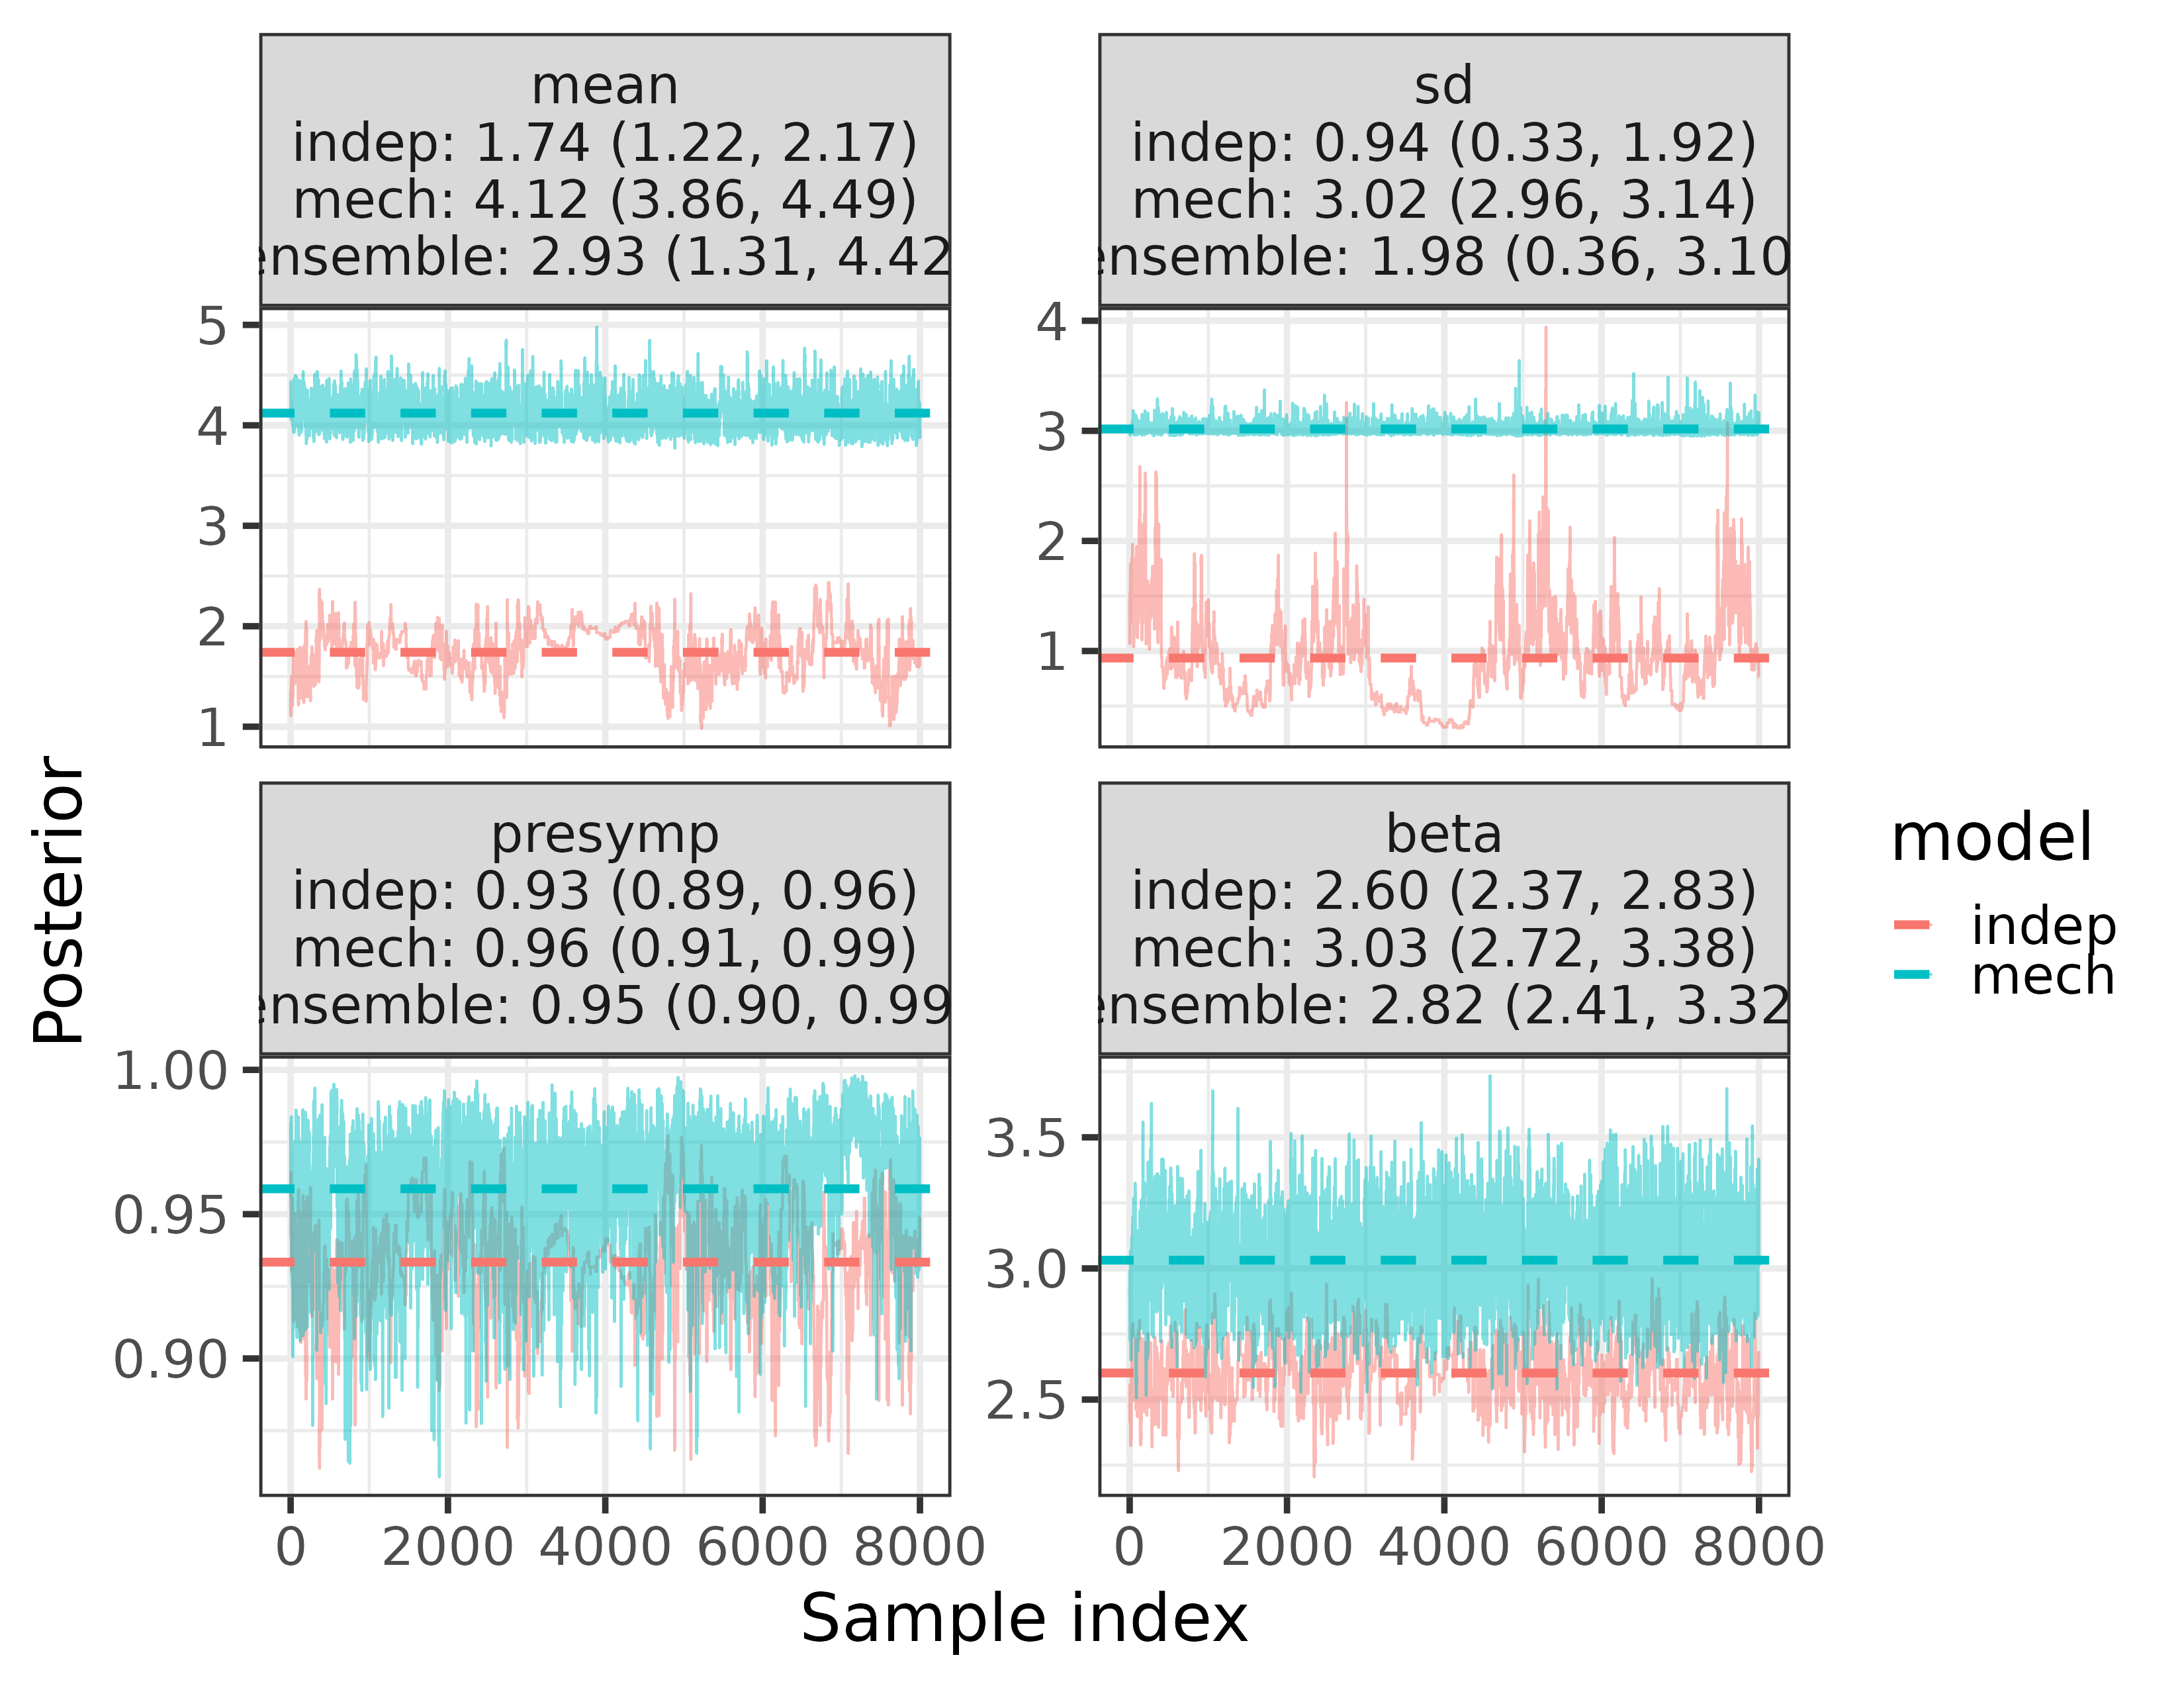 mean
indep: 1.74 (1.22, 2.17)
mech: 4.12 (3.86, 4.49)
ensemble: 2.93 (1.31, 4.42
sd
indep: 0.94 (0.33, 1.92)
mech: 3.02 (2.96, 3.14)
ensemble: 1.98 (0.36, 3.10
5
4
3
2
1
4
3
2
1
presymp
indep: 0.93 (0.89, 0.96)
mech: 0.96 (0.91, 0.99)
ensemble: 0.95 (0.90, 0.99
beta
indep: 2.60 (2.37, 2.83)
mech: 3.03 (2.72, 3.38)
ensemble: 2.82 (2.41, 3.32
1.00
0.95
0.90
3.5
3.0
2.5
0 2000 4000 6000 8000
0 2000 4000 6000 8000
Sample index
Posterior
model
indep
mech